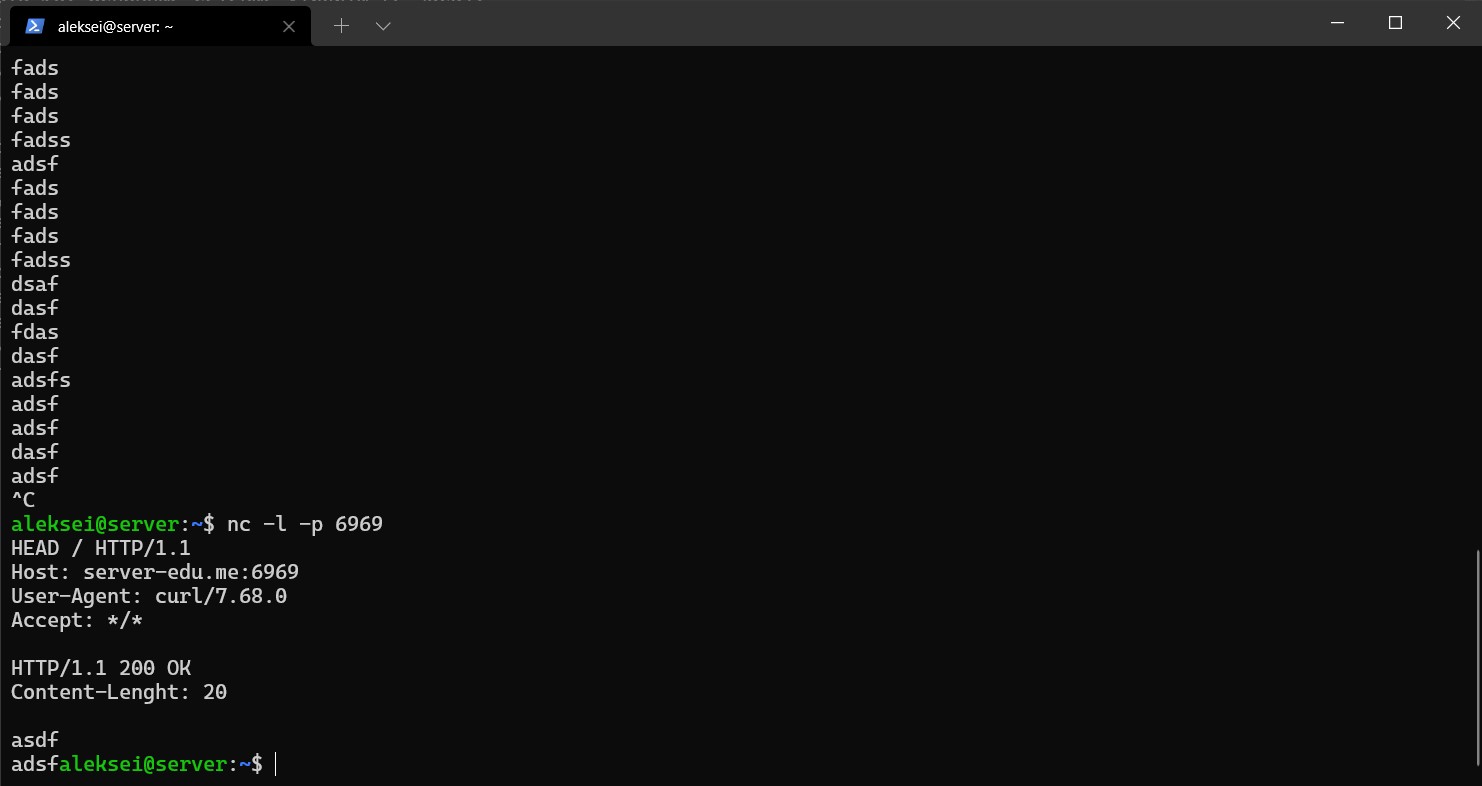 aleksei@server: ~
fads
fads
fads
fadss
adsf
fads
fads
fads
fadss
dsaf
dasf
fdas
dasf
adsfs
adsf
adsf
dasf
adsf
^C
aleksei@server:~$ nc -l -p 6969
HEAD / HTTP/1.1
Host: server-edu.me:6969
User-Agent: curl/7.68.0
Accept: */*

HTTP/1.1 200 OK
Content-Lenght: 20

asdf
adsfaleksei@server:~$